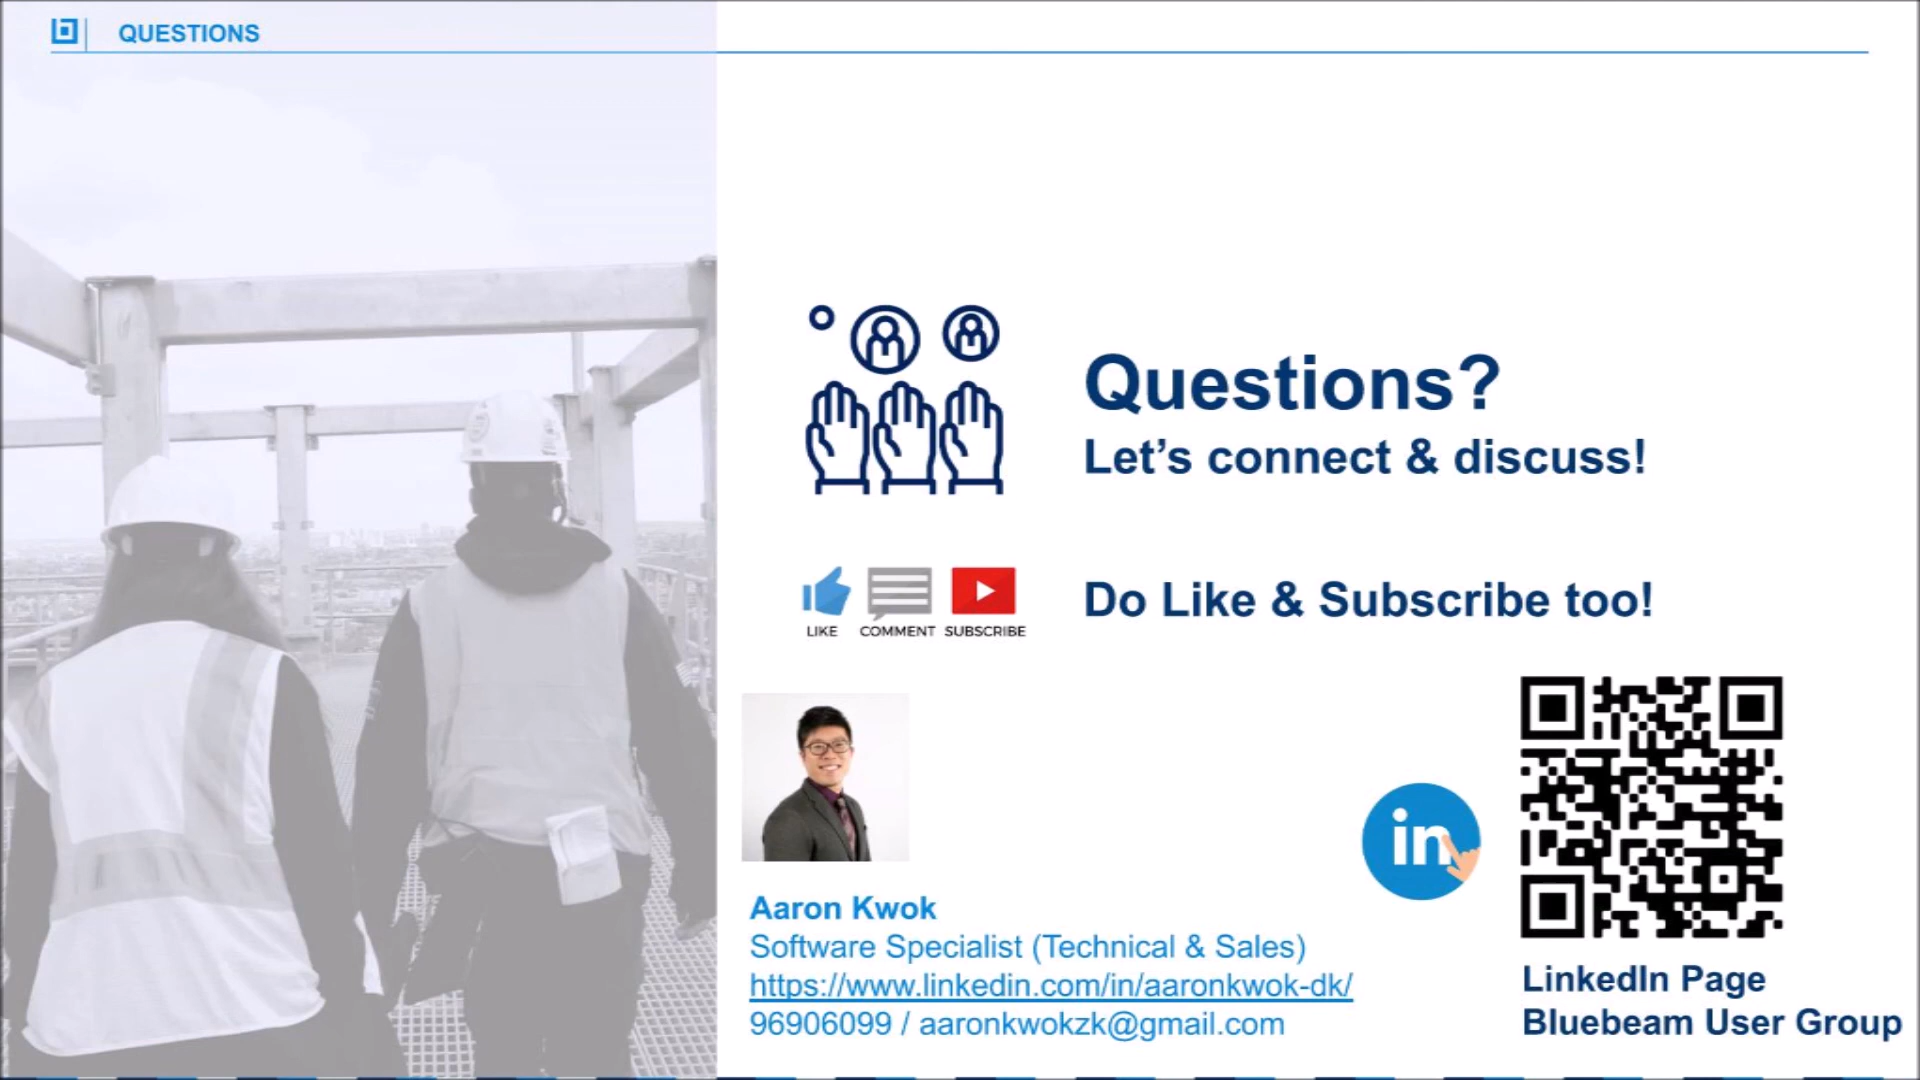 QUESTIONS
Questions?
Let's connect & discuss!
LIKE COMMENT SUBSCRIBE
Do Like & Subscribe too!
in
Aaron Kwok
Software Specialist (Technical & Sales)
https://www.linkedin.com/in/aaronkwok-dk/
96906099 / aaronkwokzk@gmail.com
LinkedIn Page
Bluebeam User Group